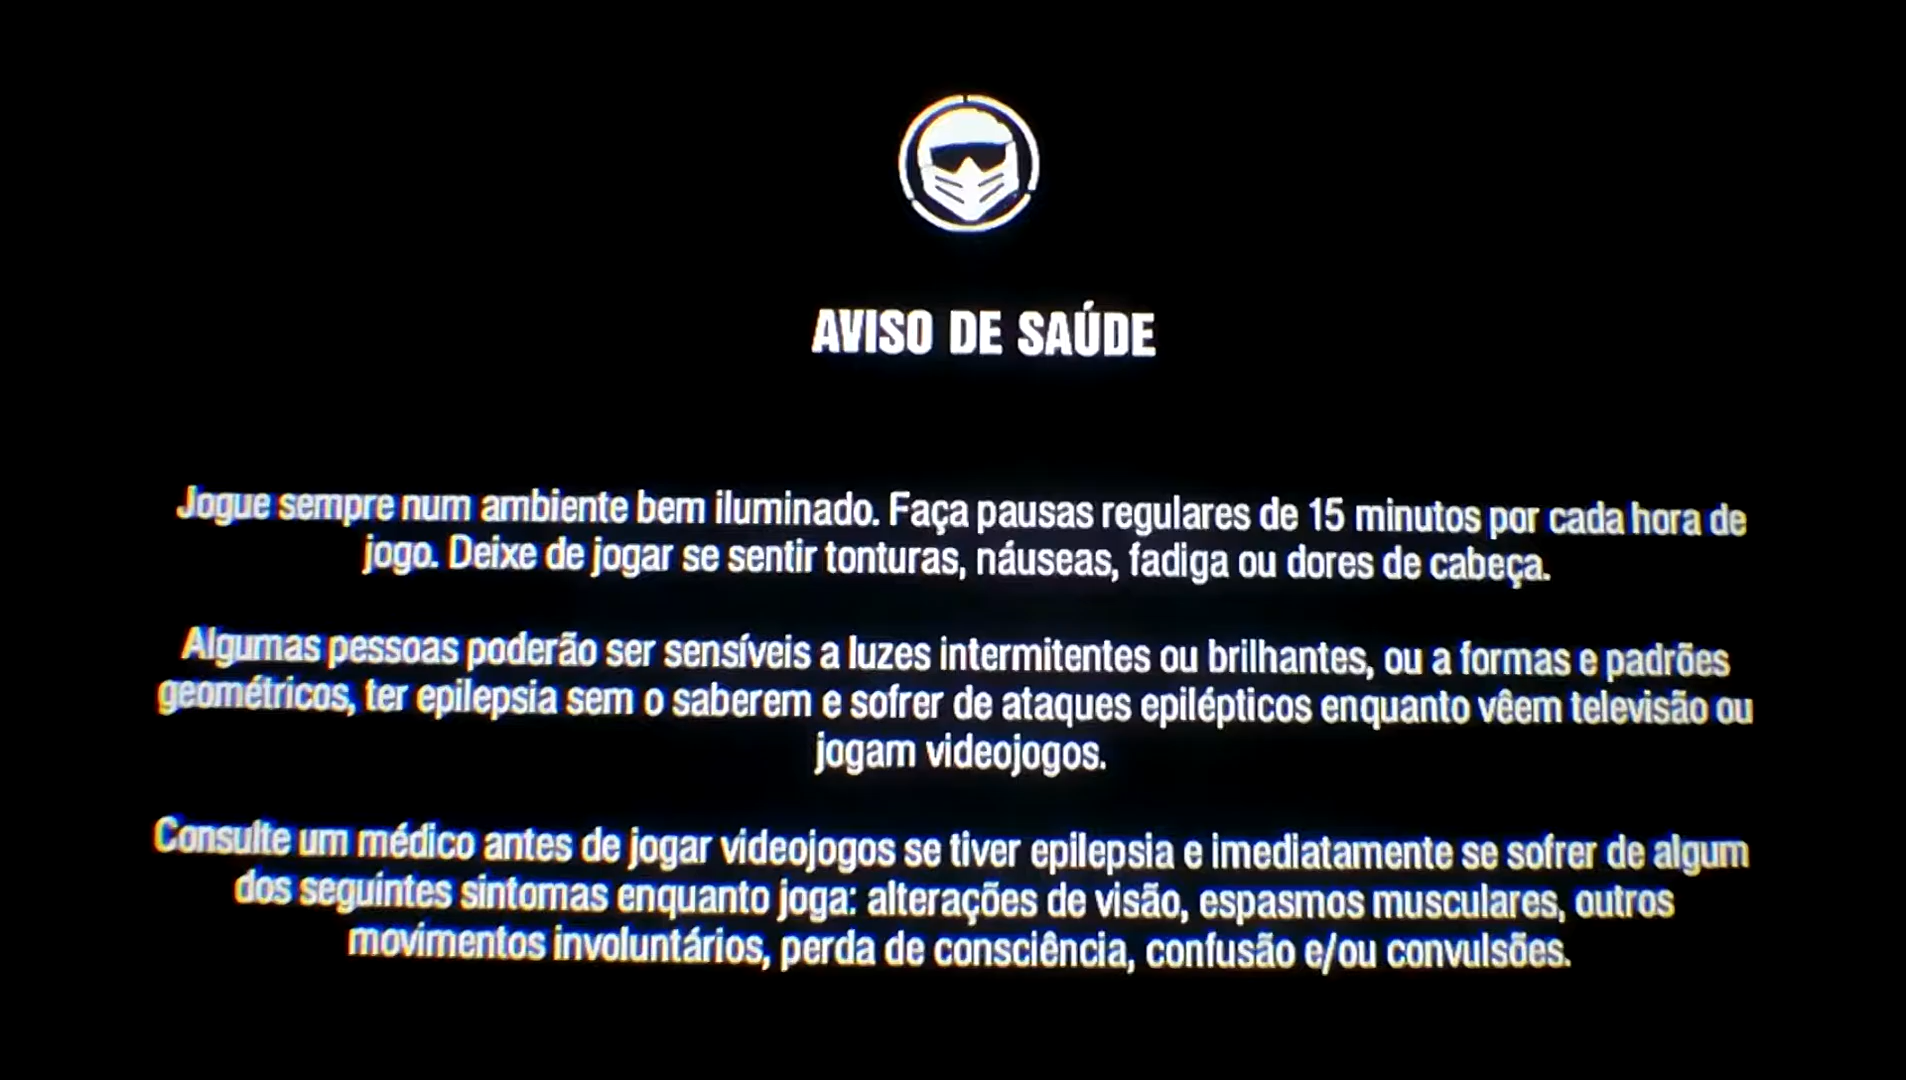 AVISO DE SAÚDE
Jogue sempre num ambiente bem iluminado. Faça pausas regulares de 15 minutos por cada hora de
jogo. Deixe de jogar se sentir tonturas, náuseas, fadiga ou dores de cabeça.
Algumas pessoas poderão ser sensíveis a luzes intermitentes ou brilhantes, ou a formas e padrões
geométricos, ter epilepsia sem o saberem e sofrer de ataques epilépticos enquanto vêem televisão ou
jogam videojogos.
Consulte um médico antes de jogar videojogos se tiver epilepsia e imediatamente se sofrer de algum
dos seguintes sintomas enquanto joga: alterações de visão, espasmos musculares, outros
movimentos involuntários, perda de consciência, confusão e/ou convulsões.